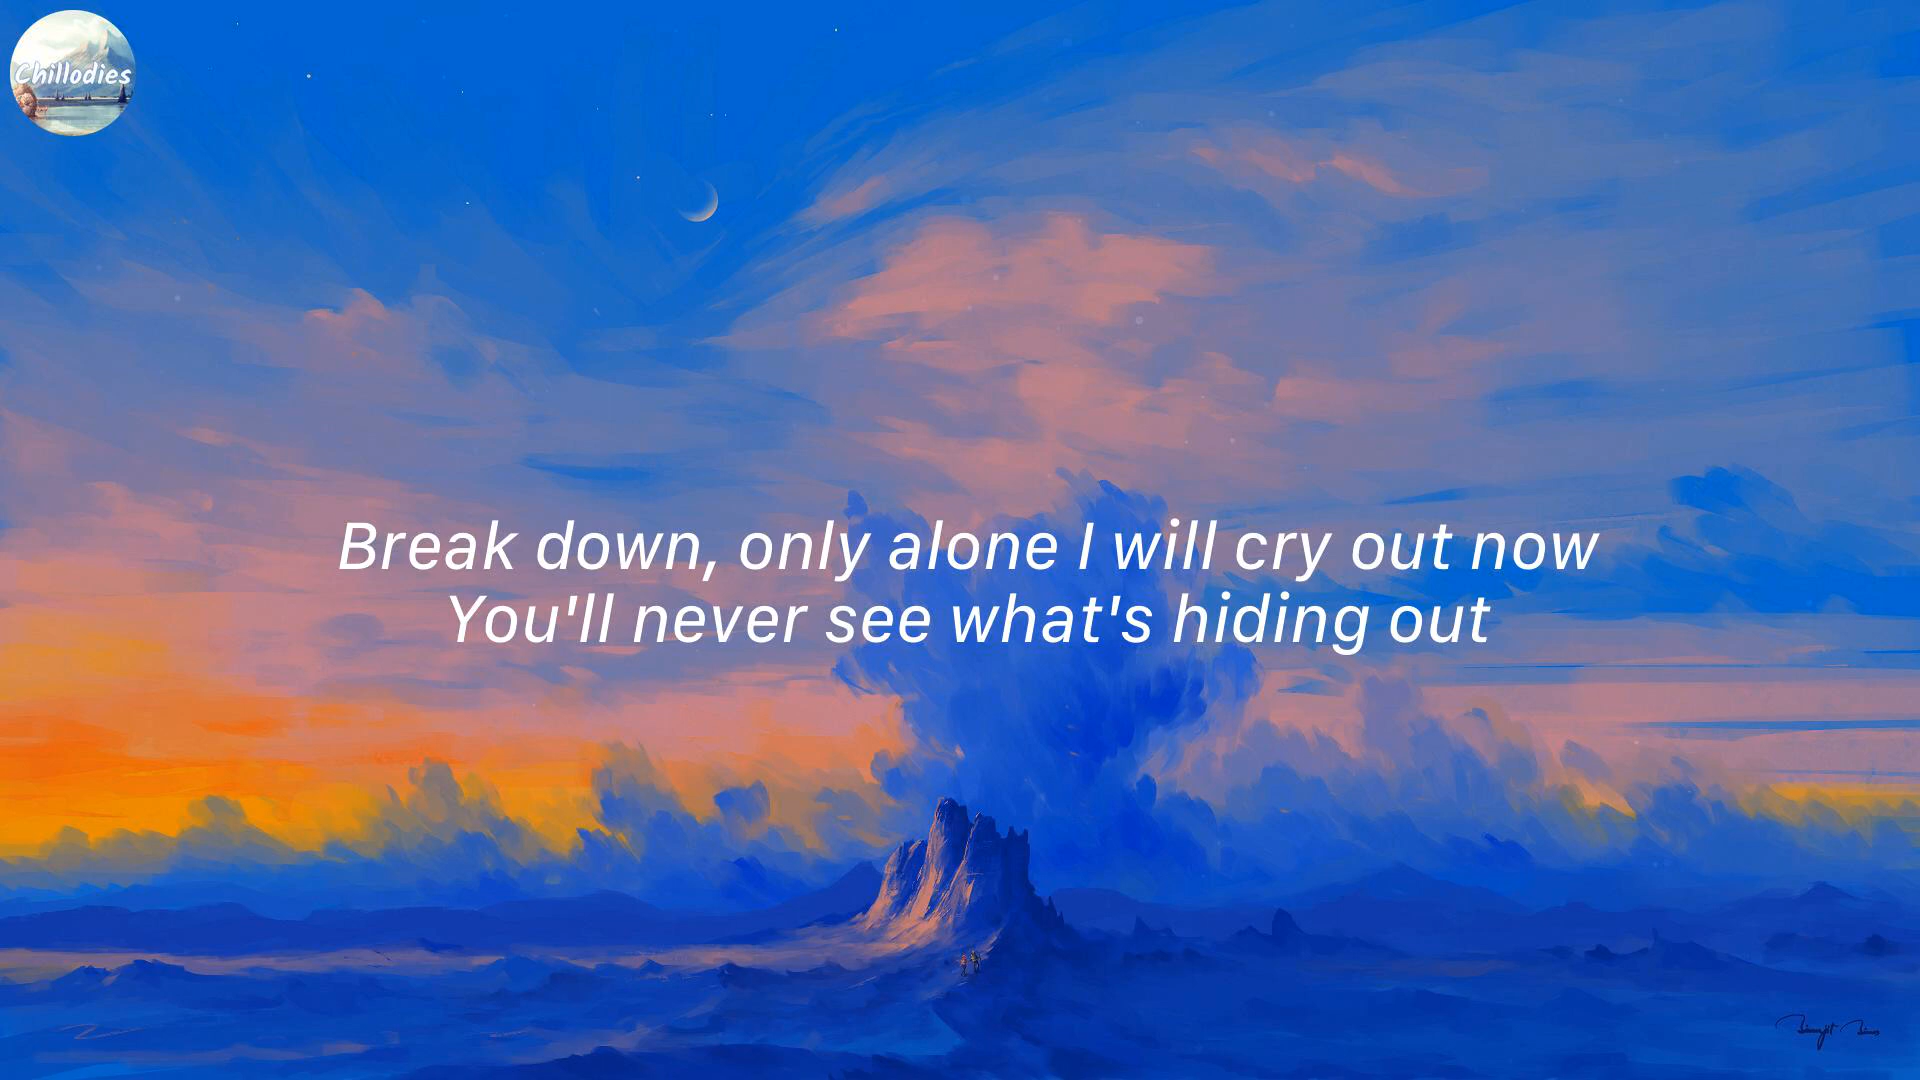 Chillodies
Break down, only alone I will cry out now
You'll never see what's hiding out